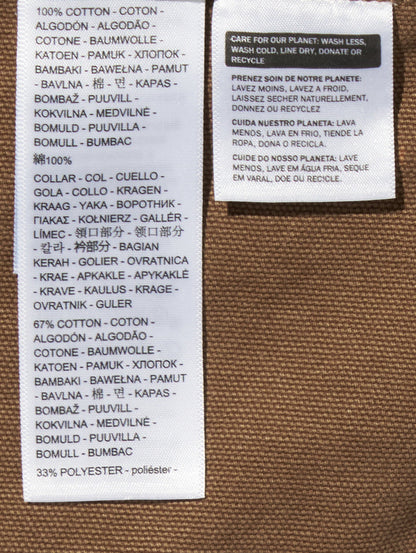 100% COTTON - COTON -
ALGODÓN - ALGODÃO -
COTONE - BAUMWOLLE -
KATOEN - PAMUK - ХЛОПОК -
BAMBAKI - BAWEŁNA - PAMUT
- BAVLNA - 棉 - 면 - KAPAS -
BOMBAŽ - PUUVILL -
KOKVILNA - MEDVILNĖ -
BOMULD - PUUVILLA -
BOMULL - BUMBAC
綿100%
COLLAR - COL - CUELLO -
GOLA - COLLO - KRAGEN -
KRAAG - YAKA - ВОРОТНИК -
ГІАКАΣ - KOŁNIERZ - GALLÉR -
LÍMEC - 領口部分 - 领口部分 -
- 칼라 - 衿部分 - BAGIAN
KERAH - GOLIER - OVRATNICA
- KRAE - APKAKLE - APYKAKLĖ
- KRAVE - KAULUS - KRAGE -
OVRATNIK - GULER
67% COTTON - COTON -
ALGODÓN - ALGODÃO -
COTONE - BAUMWOLLE -
KATOEN - PAMUK - ХЛОПОК -
BAMBAKI - BAWEŁNA - PAMUT
- BAVLNA - 棉 - 면 - KAPAS -
BOMBAŽ - PUUVILL -
KOKVILNA - MEDVILNĖ -
BOMULD - PUUVILLA -
BOMULL - BUMBAC
33% POLYESTER - poliéster -
CARE FOR OUR PLANET: WASH LESS,
WASH COLD, LINE DRY, DONATE OR
RECYCLE
PRENEZ SOIN DE NOTRE PLANETE:
LAVEZ MOINS, LAVEZ A FROID,
LAISSEZ SECHER NATURELLEMENT,
DONNEZ OU RECYCLEZ
CUIDA NUESTRO PLANETA: LAVA
MENOS, LAVA EN FRIO, TIENDE LA
ROPA, DONA O RECICLA.
CUIDE DO NOSSO PLANETA: LAVE
MENOS, LAVE EM ÁGUA FRIA, SEQUE
EM VARAL, DOE OU RECICLE.